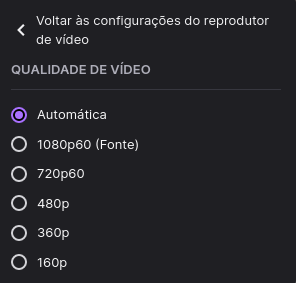 Voltar às configurações do reprodutor
de vídeo
QUALIDADE DE VÍDEO
Automática
1080p60 (Fonte)
720p60
480p
360p
160p